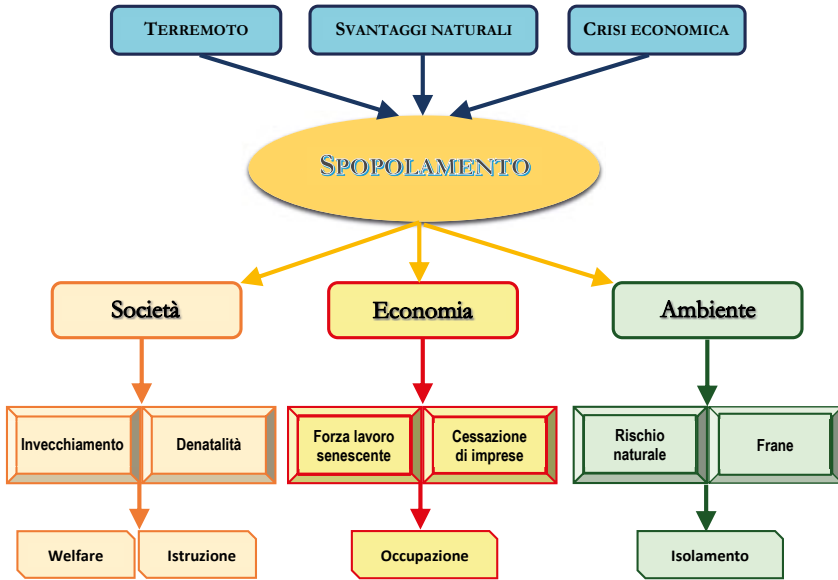 TERREMOTO
SVANTAGGI NATURALI
CRISI ECONOMICA
SPOPOLAMENTO
Società
Economia
Ambiente
Invecchiamento
Denatalità
Forza lavoro
senescente
Cessazione
di imprese
Rischio
naturale
Frane
Welfare
Istruzione
Occupazione
Isolamento